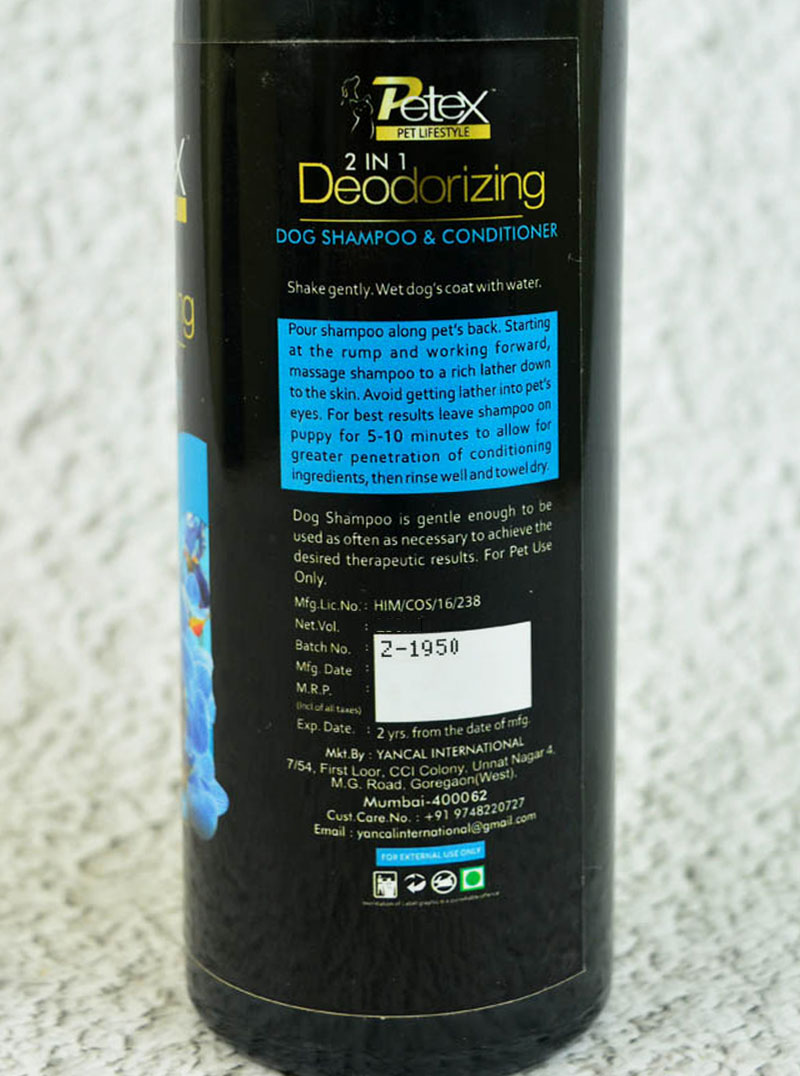 Petex™
PET LIFESTYLE
2 IN 1
Deodorizing
DOG SHAMPOO & CONDITIONER
Shake gently. Wet dog's coat with water.
Pour shampoo along pet's back. Starting
at the rump and working forward,
massage shampoo to a rich lather down
to the skin. Avoid getting lather into pet's
eyes. For best results leave shampoo on
puppy for 5-10 minutes to allow for
greater penetration of conditioning
ingredients, then rinse well and towel dry.
Dog Shampoo is gentle enough to be
used as often as necessary to achieve the
desired therapeutic results. For Pet Use
Only.
Mfg.Lic.No. : HIM/COS/16/238
Net.Vol. :
Batch No. : Z-1950
Mfg. Date :
M.R.P. :
(Incl of all taxes)
Exp. Date. : 2 yrs. from the date of mfg.
Mkt.By : YANCAL INTERNATIONAL
7/54, First Loor, CCI Colony, Unnat Nagar 4,
M.G. Road, Goregaon(West).
Mumbai-400062
Cust.Care.No. : +91 9748220727
Email : yancalinternational@gmail.com
FOR EXTERNAL USE ONLY